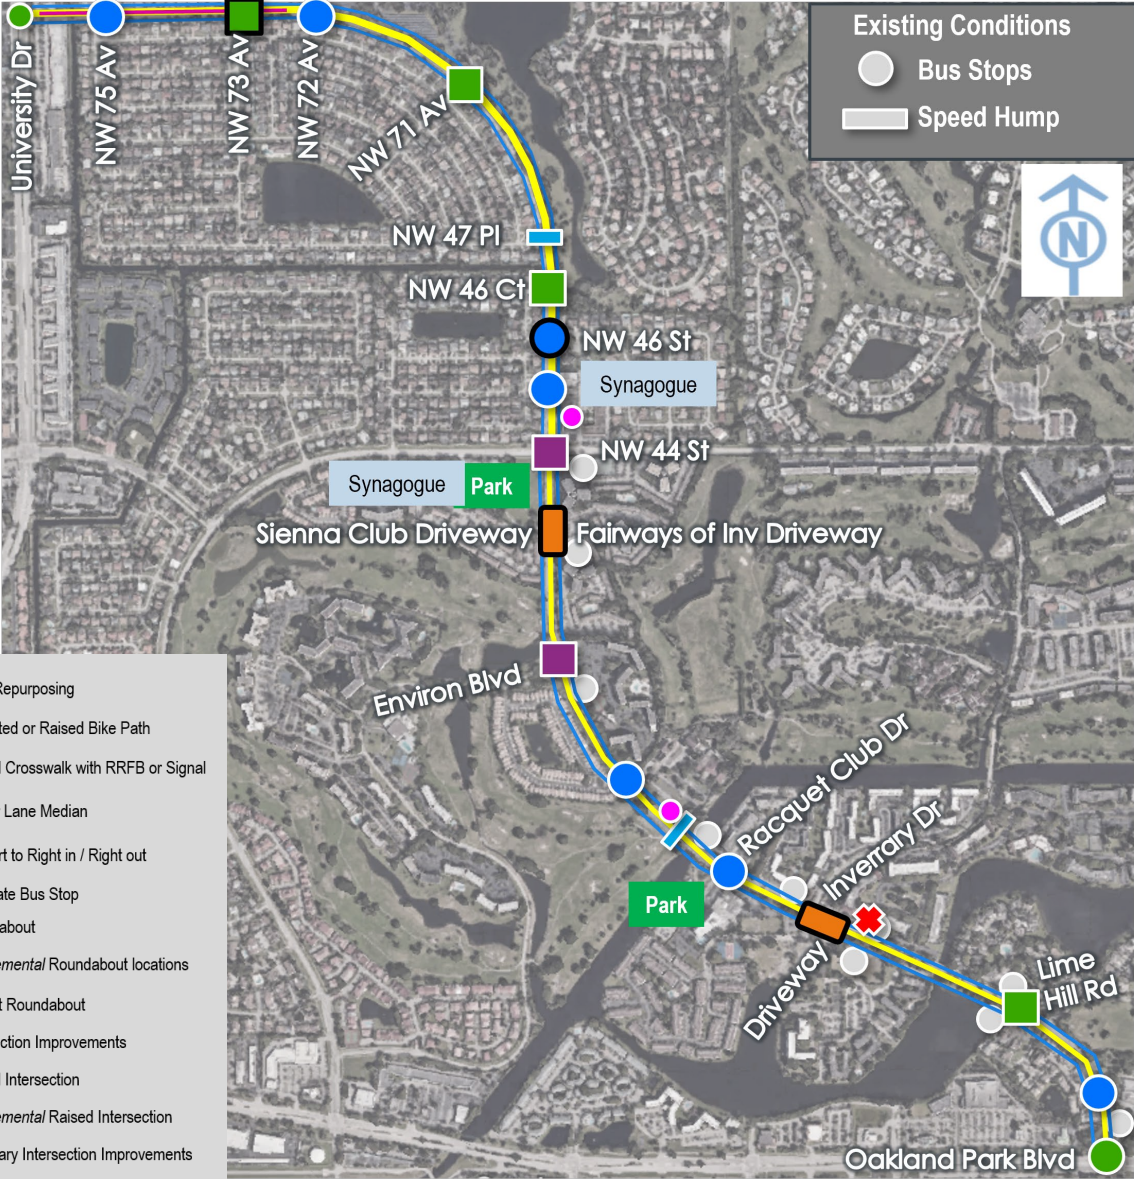 Existing Conditions
Bus Stops
Speed Hump
N
University Dr
NW 75 Av
NW 73 Av
NW 72 Av
NW 71 Av
NW 47 Pl
NW 46 Ct
NW 46 St
Synagogue
NW 44 St
Synagogue
Park
Sienna Club Driveway
Fairways of Inv Driveway
Environ Blvd
Racquet Club Dr
Inverrary Dr
Park
Driveway
Lime
Hill Rd
Oakland Park Blvd
Repurposing
ted or Raised Bike Path
Crosswalk with RRFB or Signal
Lane Median
rt to Right in / Right out
ate Bus Stop
about
emental Roundabout locations
t Roundabout
ction Improvements
Intersection
emental Raised Intersection
ary Intersection Improvements